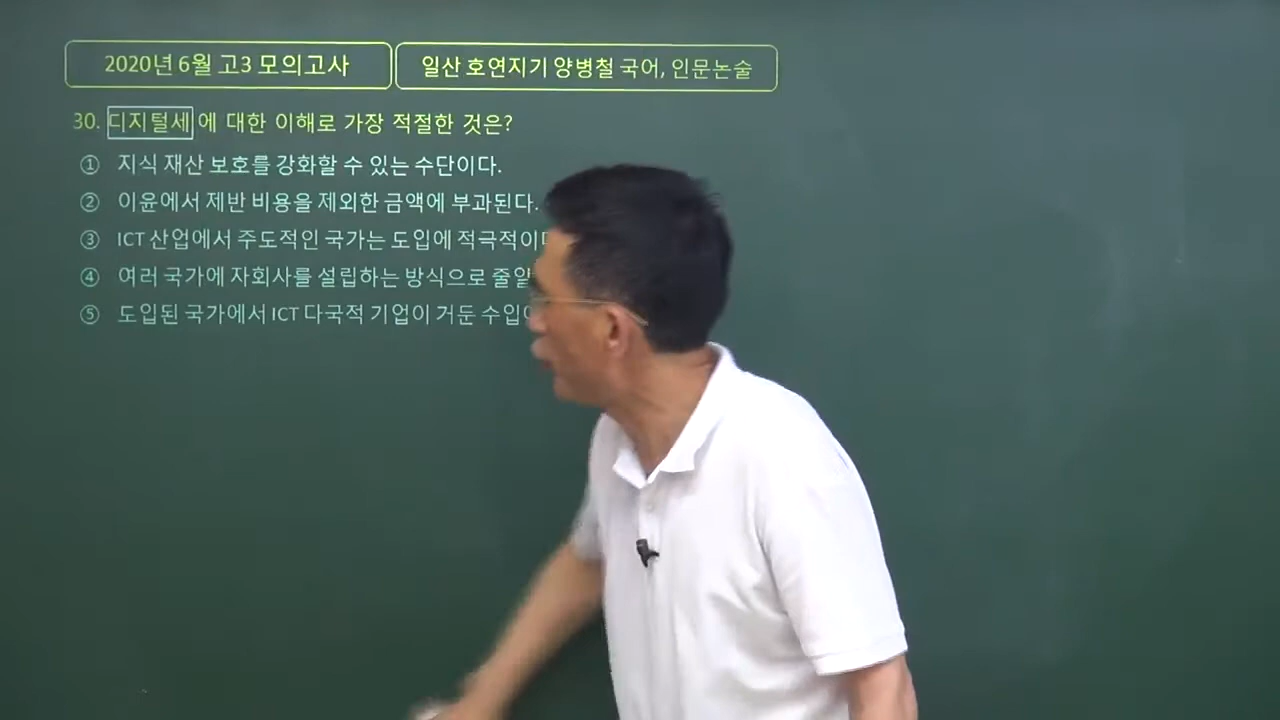 2020년 6월 고3 모의고사
일산 호연지기 양병철 국어, 인문논술
30. 디지털세 에 대한 이해로 가장 적절한 것은?
① 지식 재산 보호를 강화할 수 있는 수단이다.
② 이윤에서 제반 비용을 제외한 금액에 부과된다.
③ ICT 산업에서 주도적인 국가는 도입에 적극적이
④ 여러 국가에 자회사를 설립하는 방식으로 줄일
⑤ 도입된 국가에서 ICT 다국적 기업이 거둔